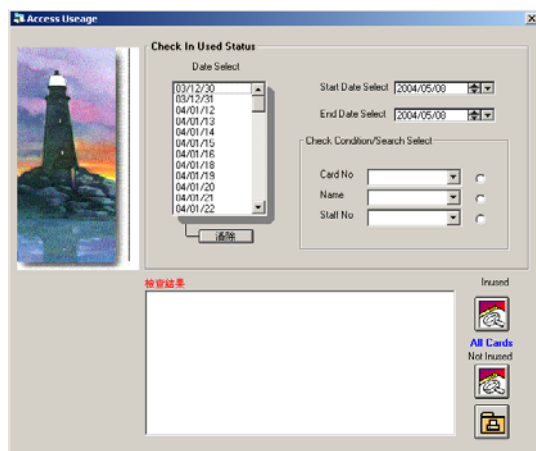 Access Useage
Check In Used Status
Date Select
03/12/30
03/12/31
04/01/12
04/01/13
04/01/14
04/01/15
04/01/16
04/01/18
04/01/19
04/01/20
04/01/21
04/01/22
清除
Start Date Select 2004/05/08
End Date Select 2004/05/08
Check Condition/Search Select
Card No
Name
Staff No
檢查結果
Inused
All Cards
Not Inused